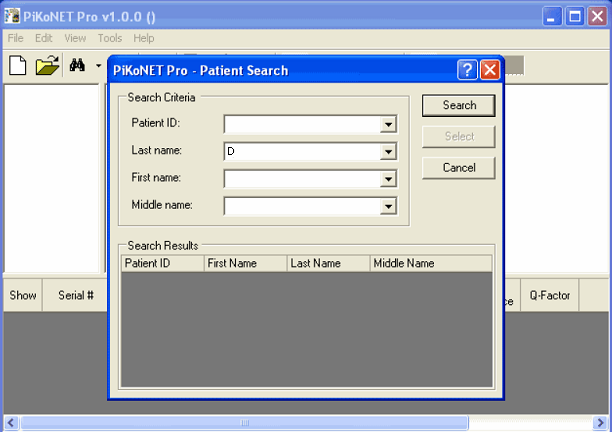 PiKoNET Pro v1.0.0 ()
File Edit View Tools Help
PiKoNET Pro - Patient Search
Search Criteria
Patient ID:
Last name: D
First name:
Middle name:
Search
Select
Cancel
Search Results
Patient ID First Name Last Name Middle Name
Show Serial # ce Q-Factor